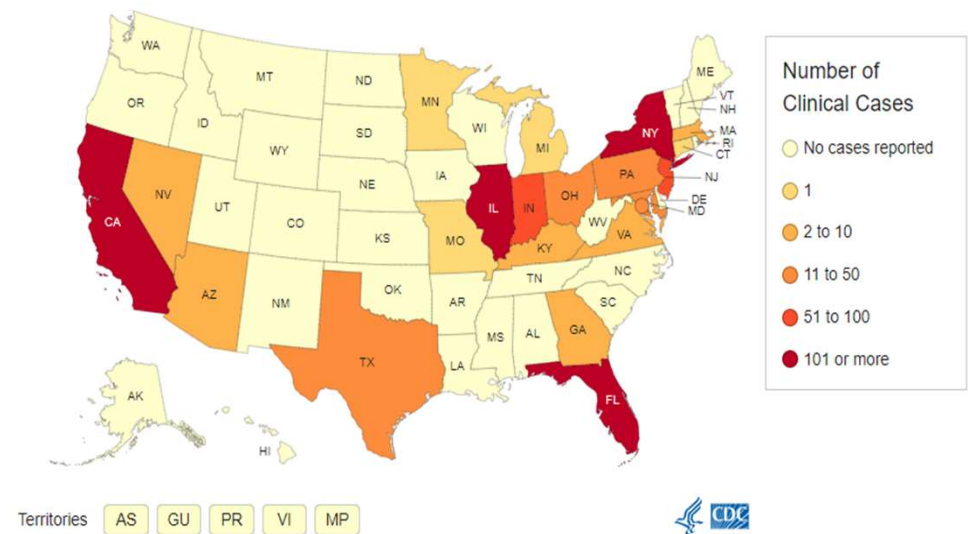 WA
OR
CA
NV
ID
MT
WY
UT
AZ
CO
NM
ND
SD
NE
KS
OK
TX
MN
IA
MO
AR
LA
WI
IL
MI
IN
OH
KY
TN
MS
AL
GA
FL
SC
NC
VA
WV
PA
NY
ME
VT
NH
MA
RI
CT
NJ
DE
MD
AK
HI
Number of
Clinical Cases
No cases reported
1
2 to 10
11 to 50
51 to 100
101 or more
Territories AS GU PR VI MP
CDC